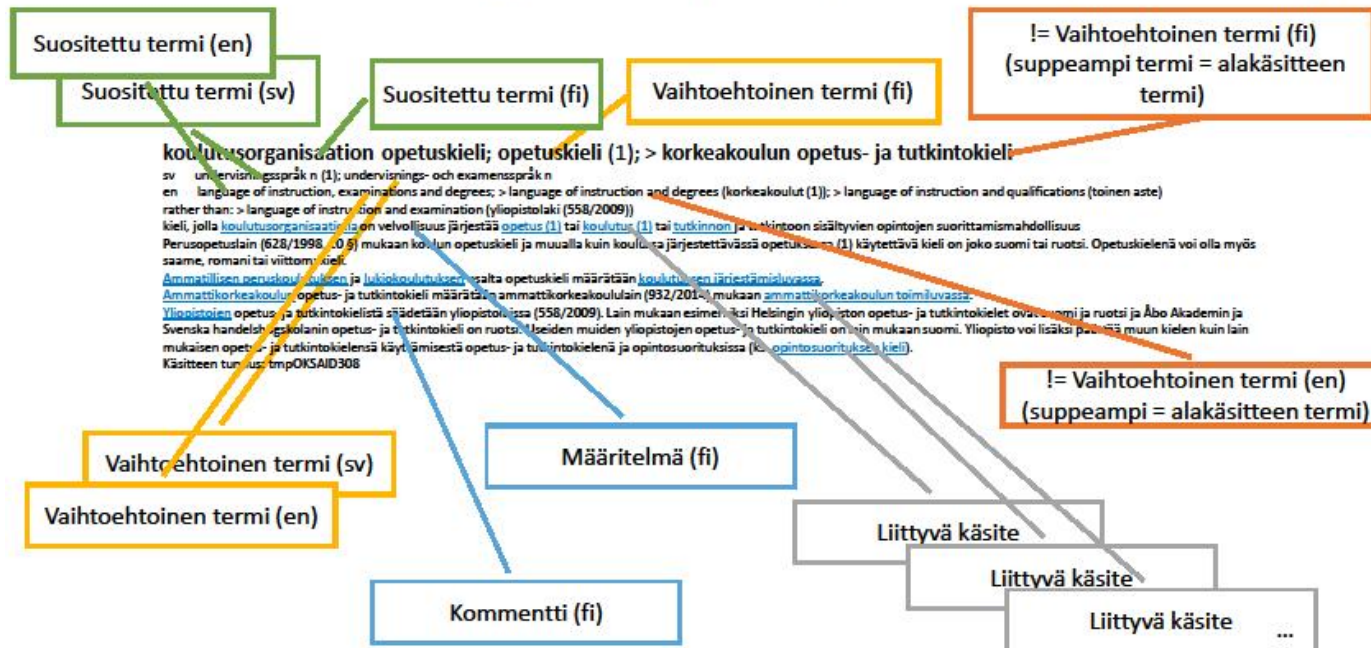 Suositettu termi (en)
Suositettu termi (sv)
Suositettu termi (fi)
Vaihtoehtoinen termi (fi)
!= Vaihtoehtoinen termi (fi)
(suppeampi termi = alakäsitteen
termi)
koulutusorganisaation opetuskieli; opetuskieli (1); > korkeakoulun opetus- ja tutkintokieli
sv undervisningsspråk n (1); undervisnings- och examensspråk n
en language of instruction, examinations and degrees; > language of instruction and degrees (korkeakoulut (1)); > language of instruction and qualifications (toinen aste)
rather than: > language of instruction and examination (yliopistolaki (558/2009))
kieli, jolla koulutusorganisaatiolla on velvollisuus järjestää opetus (1) tai koulutus (1) tai tutkinnon ja tutkintoon sisältyvien opintojen suorittamismahdollisuus
Perusopetuslain (628/1998, 10 §) mukaan koulun opetuskieli ja muualla kuin koulussa järjestettävässä opetuksessa (1) käytettävä kieli on joko suomi tai ruotsi. Opetuskielenä voi olla myös
saame, romani tai viittomakieli.
Ammatillisen peruskoulutuksen ja lukiokoulutuksen osalta opetuskieli määrätään koulutuksen järjestämisluvassa.
Ammattikorkeakoulun opetus- ja tutkintokieli määrätään ammattikorkeakoululain (932/2014) mukaan ammattikorkeakoulun toimiluvassa.
Yliopistojen opetus- ja tutkintokielistä säädetään yliopistolaissa (558/2009). Lain mukaan esimerkiksi Helsingin yliopiston opetus- ja tutkintokielet ovat suomi ja ruotsi ja Åbo Akademin ja
Svenska handelshögskolanin opetus- ja tutkintokieli on ruotsi. Useiden muiden yliopistojen opetus- ja tutkintokieli on lain mukaan suomi. Yliopisto voi lisäksi päättää muun kielen kuin lain
mukaisen opetus- ja tutkintokielensä käyttämisestä opetus- ja tutkintokielenä ja opintosuorituksissa (ks. opintosuorituksen kieli).
Käsitteen tunnus: tmpOKSAID308
!= Vaihtoehtoinen termi (en)
(suppeampi = alakäsitteen termi)
Vaihtoehtoinen termi (sv)
Vaihtoehtoinen termi (en)
Määritelmä (fi)
Kommentti (fi)
Liittyvä käsite
Liittyvä käsite
Liittyvä käsite ...